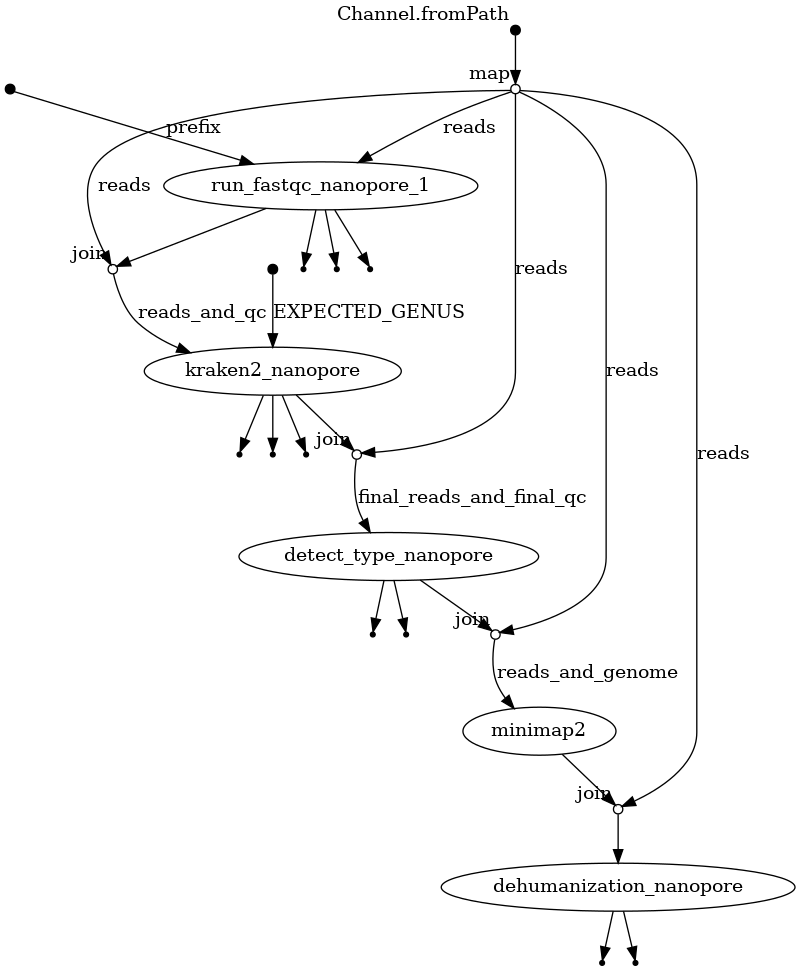 Channel.fromPath
map
prefix
reads
reads
run_fastqc_nanopore_1
join
reads
reads_and_qc
EXPECTED_GENUS
kraken2_nanopore
reads
join
reads
final_reads_and_final_qc
detect_type_nanopore
join
reads_and_genome
minimap2
join
dehumanization_nanopore